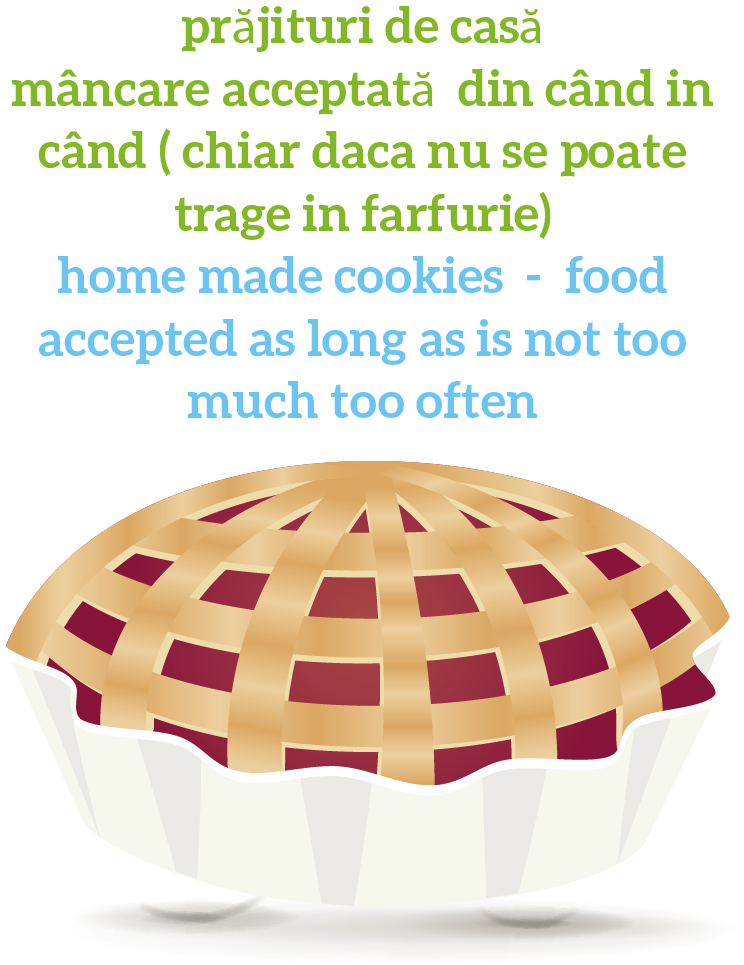 prăjituri de casă
mâncare acceptată din când in
când ( chiar daca nu se poate
trage in farfurie)
home made cookies - food
accepted as long as is not too
much too often